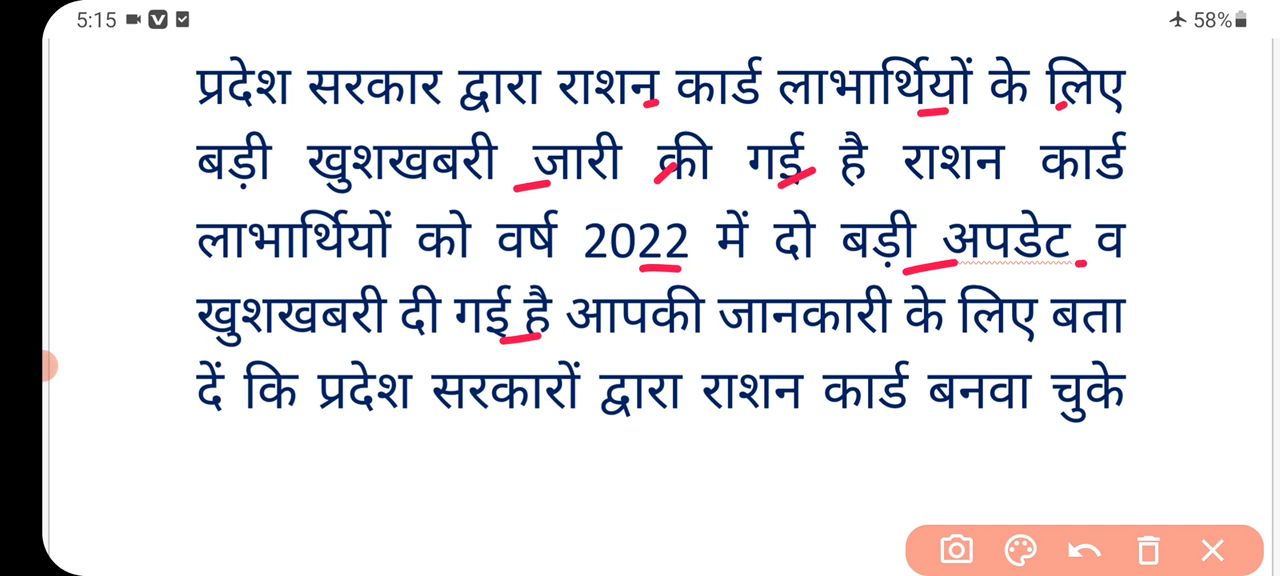 5:15 58%
प्रदेश सरकार द्वारा राशन कार्ड लाभार्थियों के लिए
बड़ी खुशखबरी जारी की गई है राशन कार्ड
लाभार्थियों को वर्ष 2022 में दो बड़ी अपडेट व
खुशखबरी दी गई है आपकी जानकारी के लिए बता
दें कि प्रदेश सरकारों द्वारा राशन कार्ड बनवा चुके